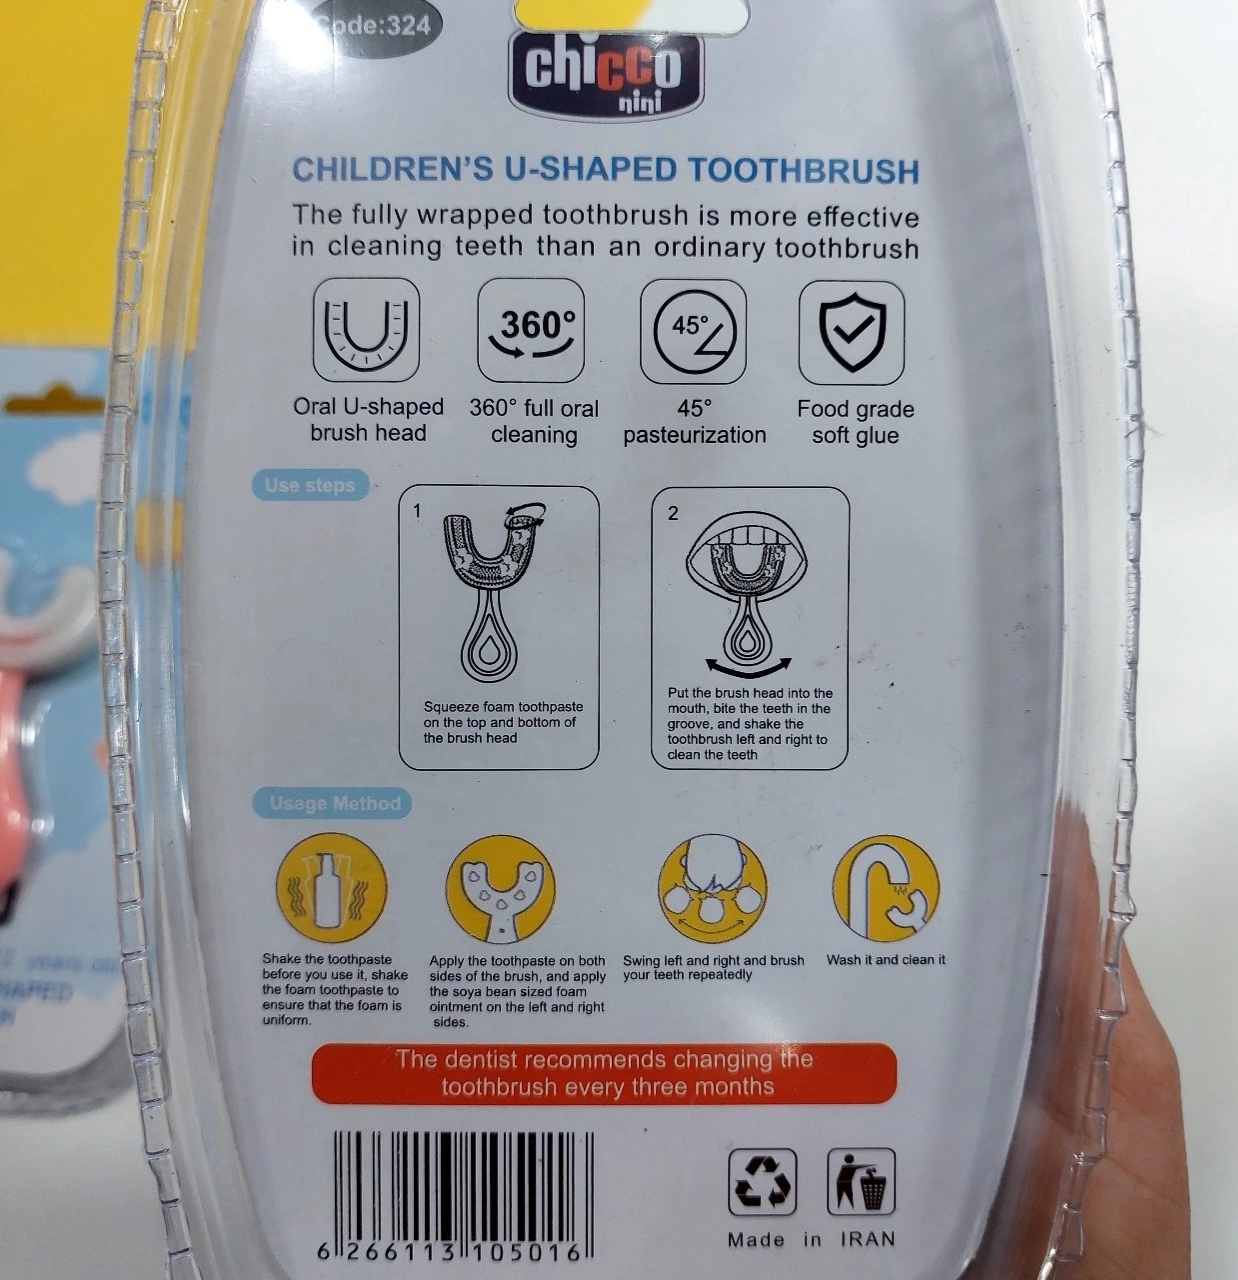 Code:324
chicco
nini
CHILDREN'S U-SHAPED TOOTHBRUSH
The fully wrapped toothbrush is more effective
in cleaning teeth than an ordinary toothbrush
360°
45°
Oral U-shaped
brush head
360° full oral
cleaning
45°
pasteurization
Food grade
soft glue
Use steps
1
Squeeze foam toothpaste
on the top and bottom of
the brush head
2
Put the brush head into the
mouth, bite the teeth in the
groove, and shake the
toothbrush left and right to
clean the teeth
Usage Method
Shake the toothpaste
before you use it, shake
the foam toothpaste to
ensure that the foam is
uniform.
Apply the toothpaste on both
sides of the brush, and apply
the soya bean sized foam
ointment on the left and right
sides.
Swing left and right and brush
your teeth repeatedly
Wash it and clean it
The dentist recommends changing the
toothbrush every three months
6 266113 105016
Made in IRAN
years